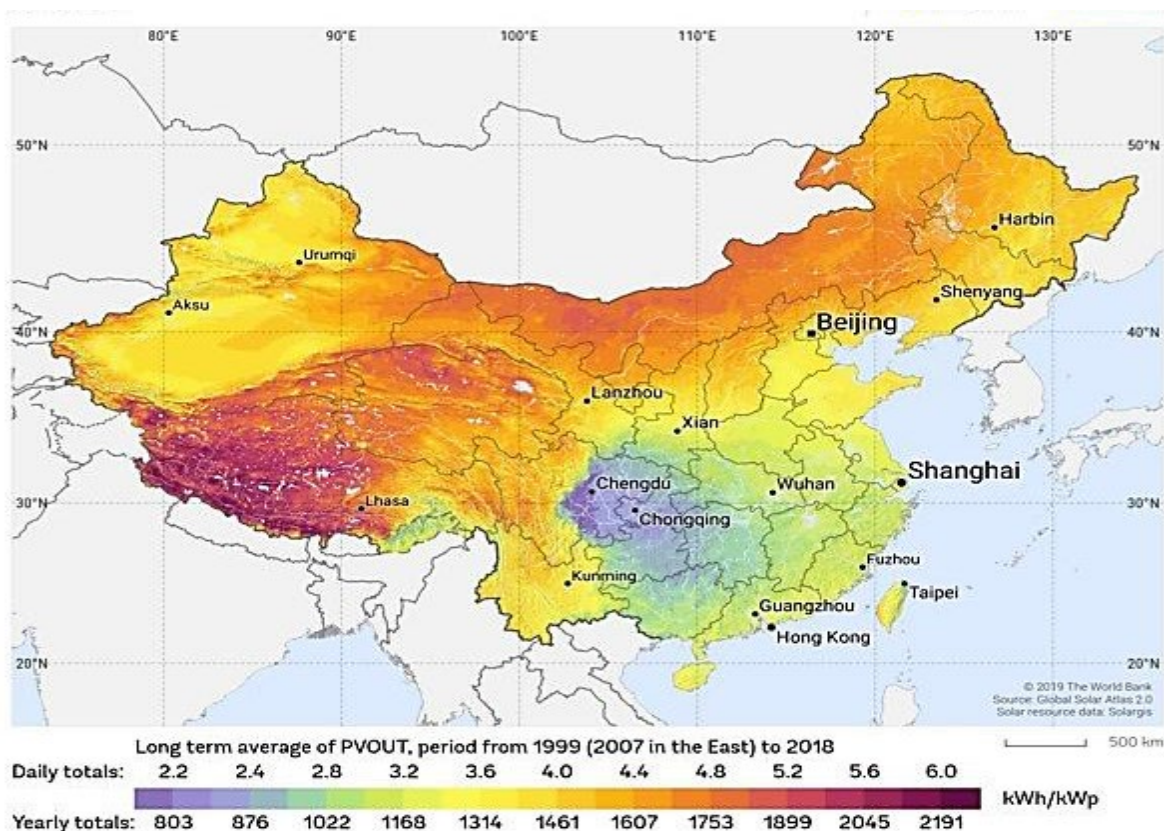 80°E 90°E 100°E 110°E 120°E 130°E
50°N 50°N
Harbin
Urumqi
Shenyang
Aksu
40°N Beijing 40°N
Lanzhou
Xian
Shanghai
Chengdu Wuhan
30°N Lhasa 30°N
Chongqing
Fuzhou
Kunming Taipei
Guangzhou
Hong Kong
20°N 20°N
© 2019 The World Bank
Source: Global Solar Atlas 2.0
Solar resource data: Solargis
Long term average of PVOUT, period from 1999 (2007 in the East) to 2018 500 km
Daily totals: 2.2 2.4 2.8 3.2 3.6 4.0 4.4 4.8 5.2 5.6 6.0
kWh/kWp
Yearly totals: 803 876 1022 1168 1314 1461 1607 1753 1899 2045 2191